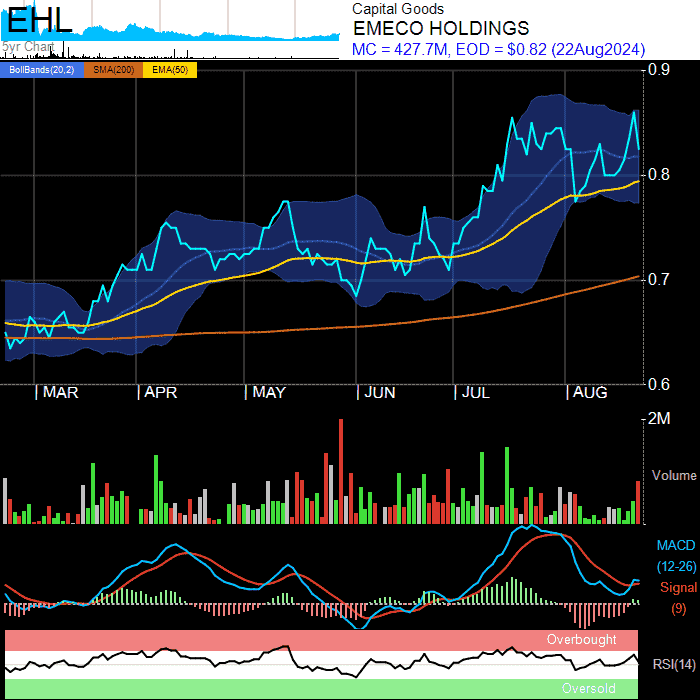 EHL
5yr Chart
Capital Goods
EMECO HOLDINGS
MC = 427.7M, EOD = $0.82 (22Aug2024)
BollBands(20,2) SMA(200) EMA(50)
0.9
0.8
0.7
0.6
MAR APR MAY JUN JUL AUG
2M
Volume
MACD
(12-26)
Signal
(9)
Overbought
RSI(14)
Oversold